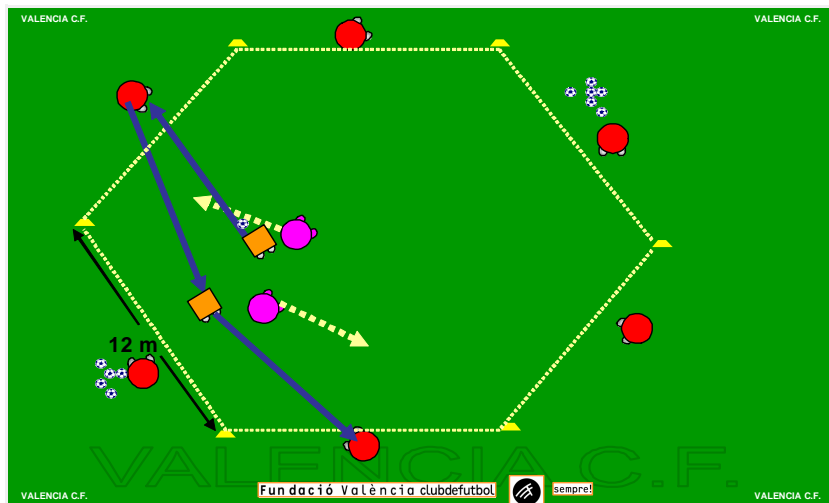 VALENCIA C.F.
VALENCIA C.F.
12 m
VALENCIA C.F.
VALENCIA C.F.
Fundació València clubdefutbol
sempre!
VALENCIA C.F.